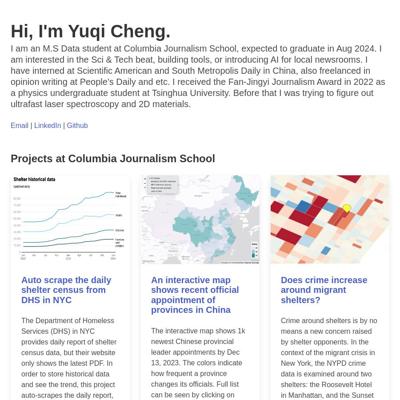 Hi, I'm Yuqi Cheng.
I am an M.S Data student at Columbia Journalism School, expected to graduate in Aug 2024. I
am interested in the Sci & Tech beat, building tools, or introducing AI for local newsrooms. I
have interned at Scientific American and South Metropolis Daily in China, also freelanced in
opinion writing at People's Daily and etc. I received the Fan-Jingyi Journalism Award in 2022 as
a physics undergraduate student at Tsinghua University. Before that I was trying to figure out
ultrafast laser spectroscopy and 2D materials.
Email | LinkedIn | Github
Projects at Columbia Journalism School
Shelter historical data
Auto scrape the daily
shelter census from
DHS in NYC
The Department of Homeless
Services (DHS) in NYC
provides daily report of shelter
census data, but their website
only shows the latest PDF. In
order to store historical data
and see the trend, this project
auto-scrapes the daily report,
An interactive map
shows recent official
appointment of
provinces in China
The interactive map shows 1k
newest Chinese provincial
leader appointments by Dec
13, 2023. The colors indicate
how frequent a province
changes its officials. Full list
can be seen by clicking on
Does crime increase
around migrant
shelters?
Crime around shelters is by no
means a new concern raised
by shelter opponents. In the
context of the migrant crisis in
New York, the NYPD crime
data is examined around two
shelters: the Roosevelt Hotel
in Manhattan, and the Sunset